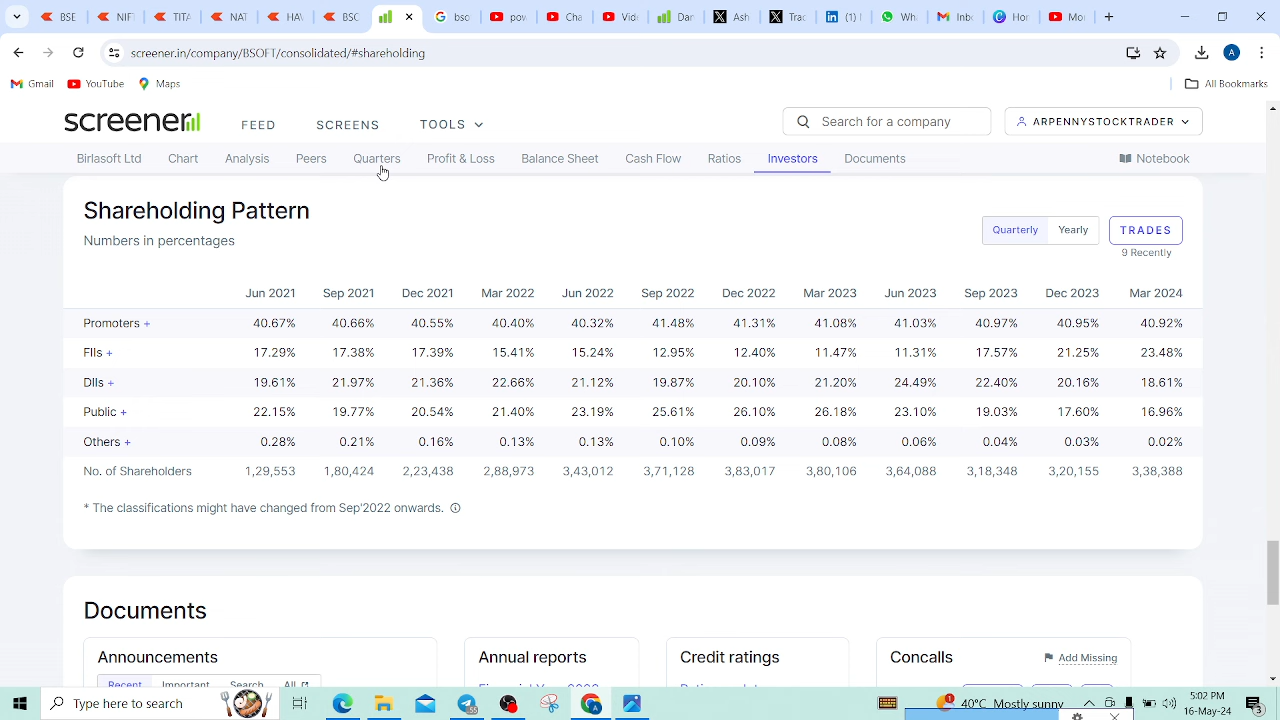 BSE
TITA
NAT
HO
BSO
bsc
pov
Cha
Vid
Dar
Ash
Trac
(1) I
Wh
Inb
Hor
Mo
screener.in/company/BSOFT/consolidated/#shareholding
A
Gmail YouTube Maps All Bookmarks
screener FEED SCREENS TOOLS Search for a company ARPENNYSTOCKTRADER
Birlasoft Ltd Chart Analysis Peers Quarters Profit & Loss Balance Sheet Cash Flow Ratios Investors Documents Notebook
Shareholding Pattern
Numbers in percentages
Quarterly Yearly TRADES
9 Recently
Jun 2021 Sep 2021 Dec 2021 Mar 2022 Jun 2022 Sep 2022 Dec 2022 Mar 2023 Jun 2023 Sep 2023 Dec 2023 Mar 2024
Promoters + 40.67% 40.66% 40.55% 40.40% 40.32% 41.48% 41.31% 41.08% 41.03% 40.97% 40.95% 40.92%
FIIs + 17.29% 17.38% 17.39% 15.41% 15.24% 12.95% 12.40% 11.47% 11.31% 17.57% 21.25% 23.48%
DIIs + 19.61% 21.97% 21.36% 22.66% 21.12% 19.87% 20.10% 21.20% 24.49% 22.40% 20.16% 18.61%
Public + 22.15% 19.77% 20.54% 21.40% 23.19% 25.61% 26.10% 26.18% 23.10% 19.03% 17.60% 16.96%
Others + 0.28% 0.21% 0.16% 0.13% 0.13% 0.10% 0.09% 0.08% 0.06% 0.04% 0.03% 0.02%
No. of Shareholders 1,29,553 1,80,424 2,23,438 2,88,973 3,43,012 3,71,128 3,83,017 3,80,106 3,64,088 3,18,348 3,20,155 3,38,388
* The classifications might have changed from Sep'2022 onwards.
Documents
Announcements
Recent Important Search All
Annual reports
Credit ratings
Concalls
Add Missing
Type here to search
40°C Mostly sunny
5:02 PM
16-May-24